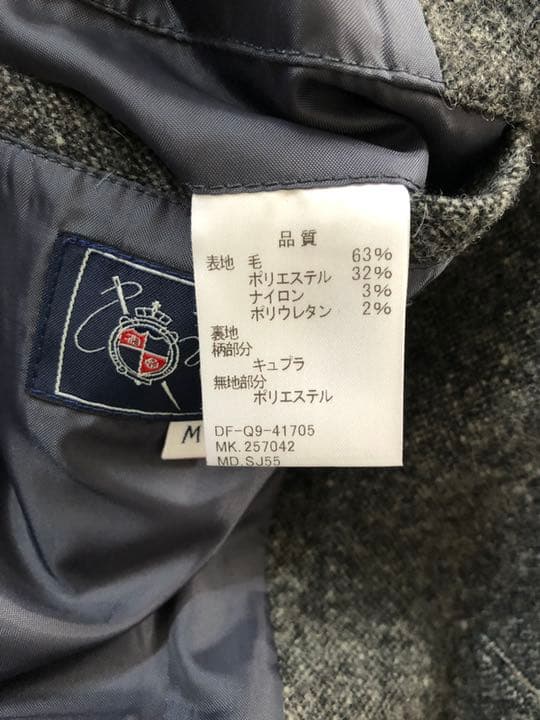 品質
表地 毛 63%
ポリエステル 32%
ナイロン 3%
ポリウレタン 2%
裏地
柄部分
キュプラ
無地部分
ポリエステル
DF-Q9-41705
MK.257042
MD.SJ55
M